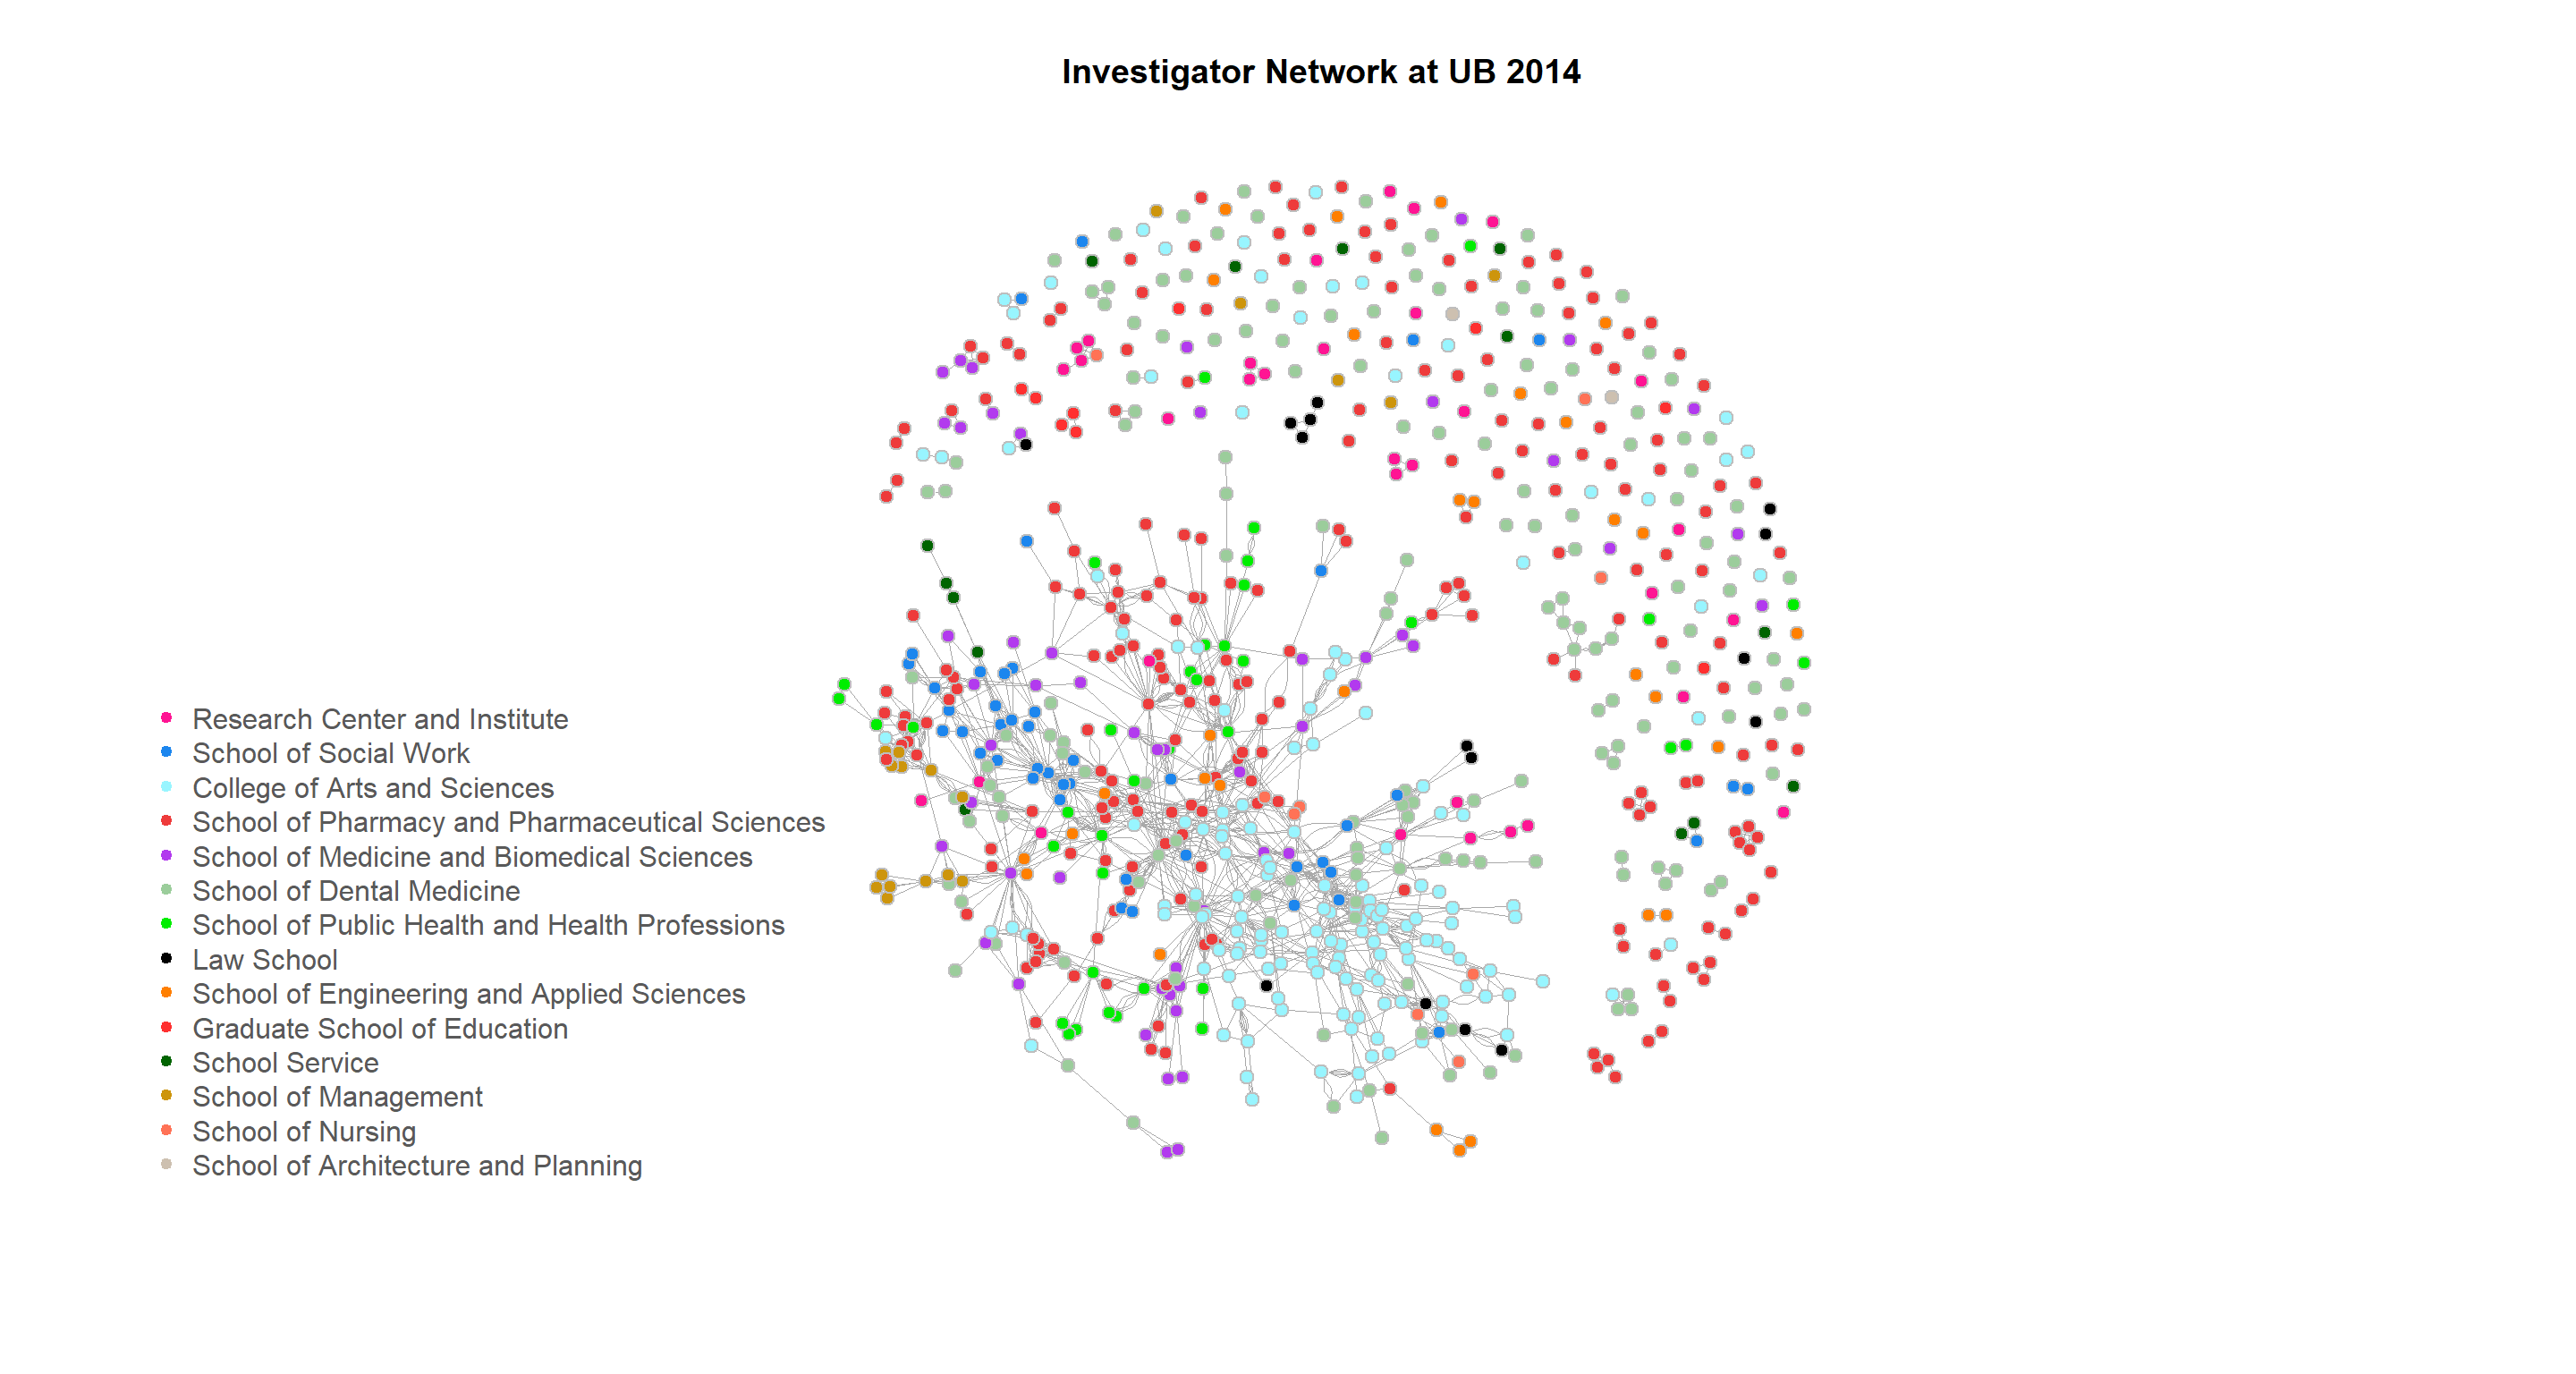 Investigator Network at UB 2014
Research Center and Institute
School of Social Work
College of Arts and Sciences
School of Pharmacy and Pharmaceutical Sciences
School of Medicine and Biomedical Sciences
School of Dental Medicine
School of Public Health and Health Professions
Law School
School of Engineering and Applied Sciences
Graduate School of Education
School Service
School of Management
School of Nursing
School of Architecture and Planning